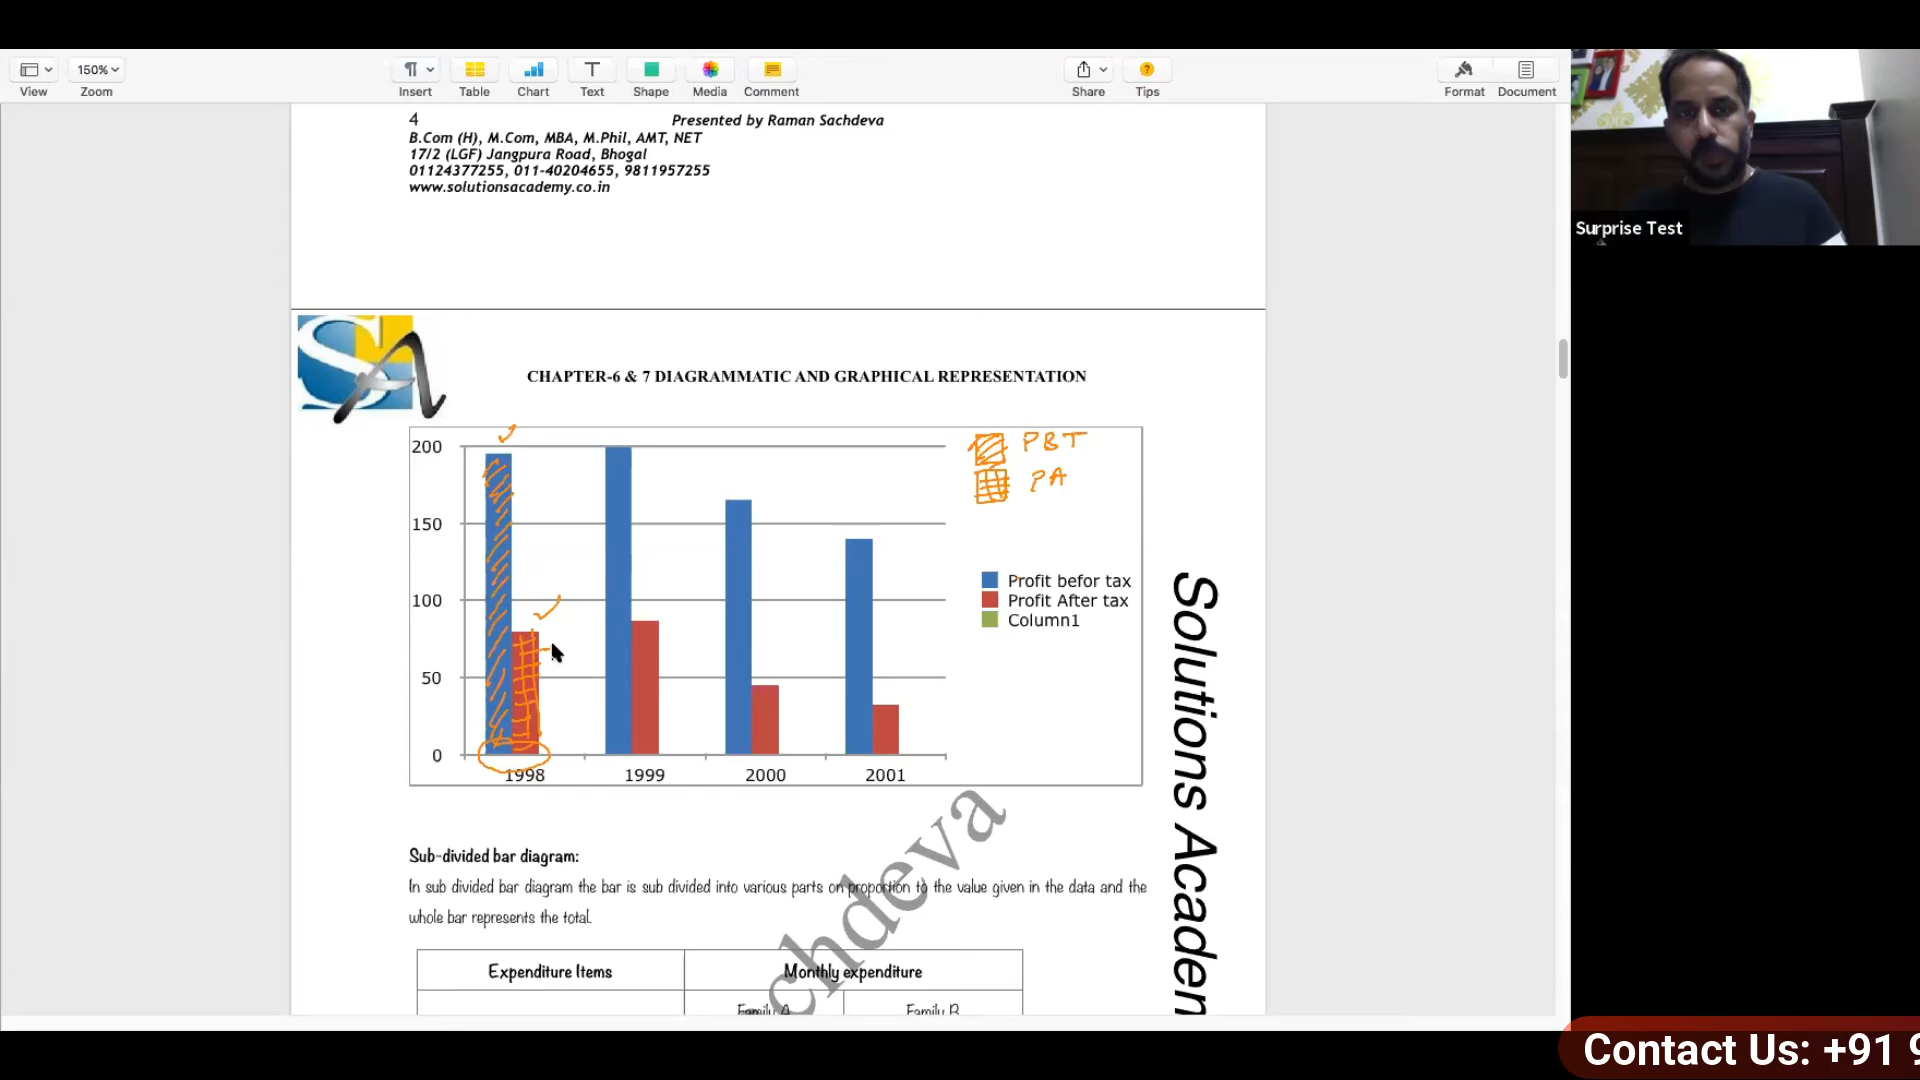 150%
View
Zoom
Insert
Table
Chart
Text
Shape
Media
Comment
Share
Tips
Format
Document
4 Presented by Raman Sachdeva
B.Com (H), M.Com, MBA, M.Phil, AMT, NET
17/2 (LGF) Jangpura Road, Bhogal
01124377255, 011-40204655, 9811957255
www.solutionsacademy.co.in
Surprise Test
SA
CHAPTER-6 & 7 DIAGRAMMATIC AND GRAPHICAL REPRESENTATION
200
150
100
50
0
1998 1999 2000 2001
PBT
PA
Profit befor tax
Profit After tax
Column1
Sub-divided bar diagram:
In sub divided bar diagram the bar is sub divided into various parts on proportion to the value given in the data and the
whole bar represents the total.
Expenditure Items Monthly expenditure
Family A Family B
chdeva
Solutions Academ
Contact Us: +91 9